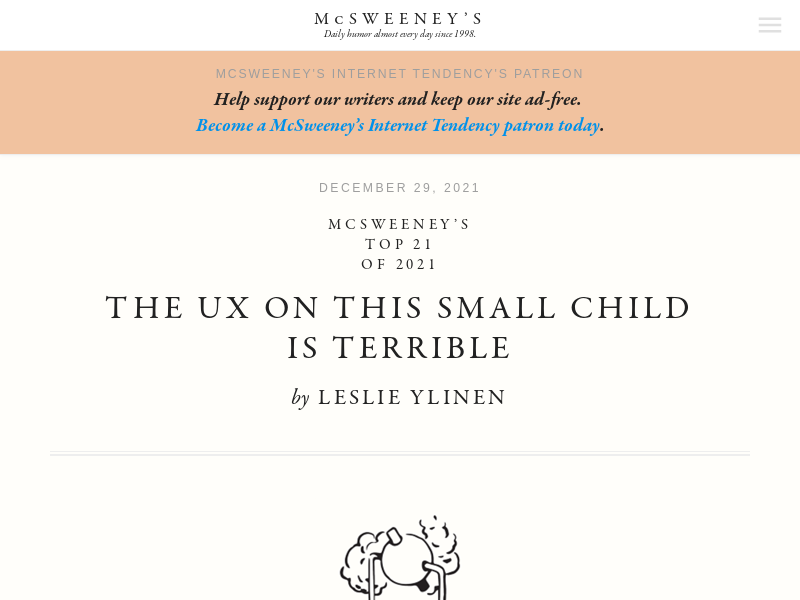 McSWEENEY’S
Daily humor almost every day since 1998.
MCSWEENEY'S INTERNET TENDENCY'S PATREON
Help support our writers and keep our site ad-free.
Become a McSweeney’s Internet Tendency patron today.
DECEMBER 29, 2021
MCSWEENEY’S
TOP 21
OF 2021
THE UX ON THIS SMALL CHILD
IS TERRIBLE
by LESLIE YLINEN